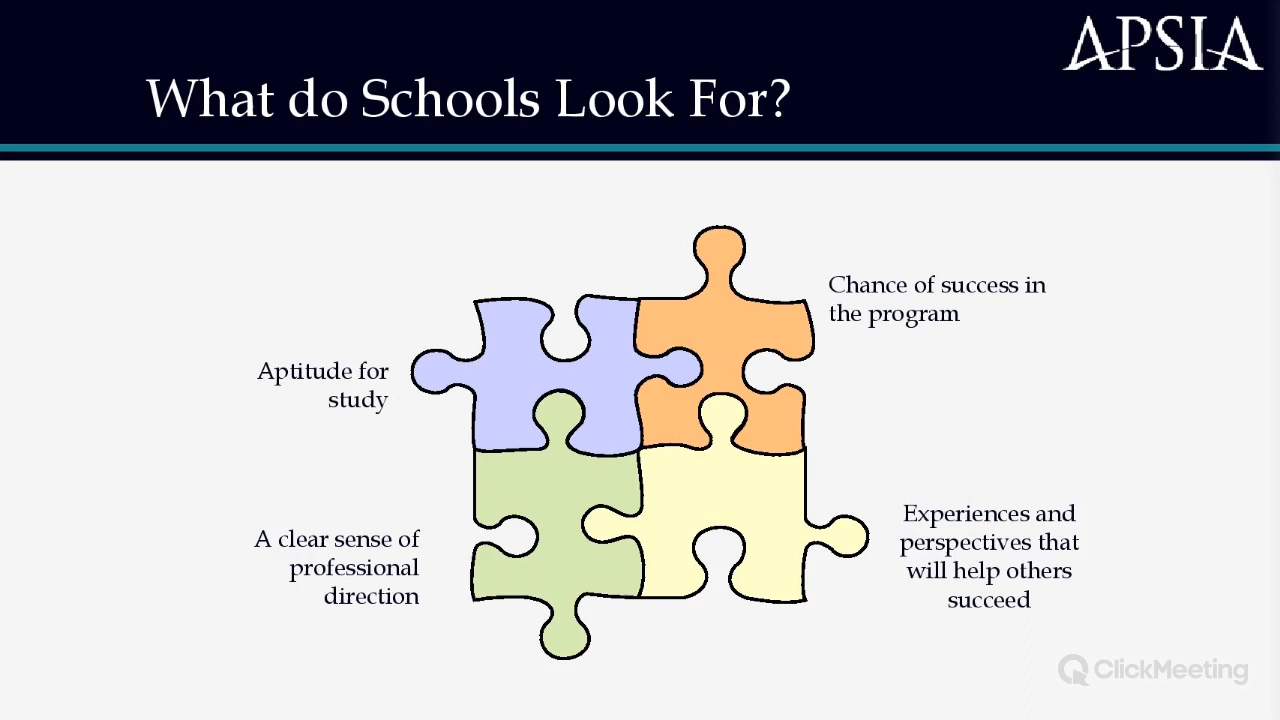 APSIA
What do Schools Look For?
Chance of success in
the program
Aptitude for
study
Experiences and
perspectives that
will help others
succeed
A clear sense of
professional
direction
ClickMeeting